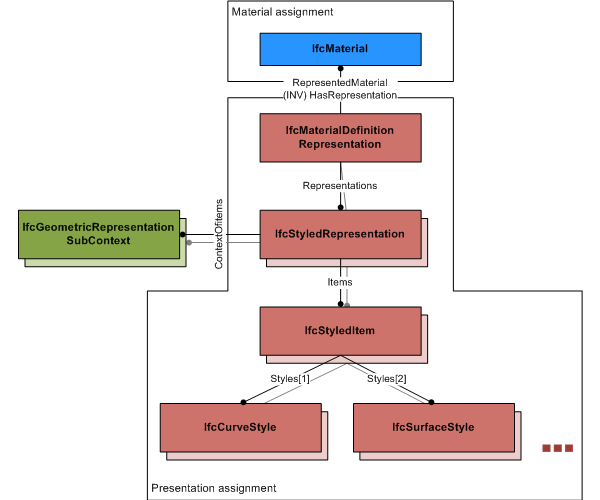 Material assignment
IfcMaterial
RepresentedMaterial
(INV) HasRepresentation
IfcMaterialDefinition
Representation
Representations
IfcGeometricRepresentation
SubContext
ContextOfItems
IfcStyledRepresentation
Items
IfcStyledItem
Styles[1]
Styles[2]
IfcCurveStyle
IfcSurfaceStyle
Presentation assignment